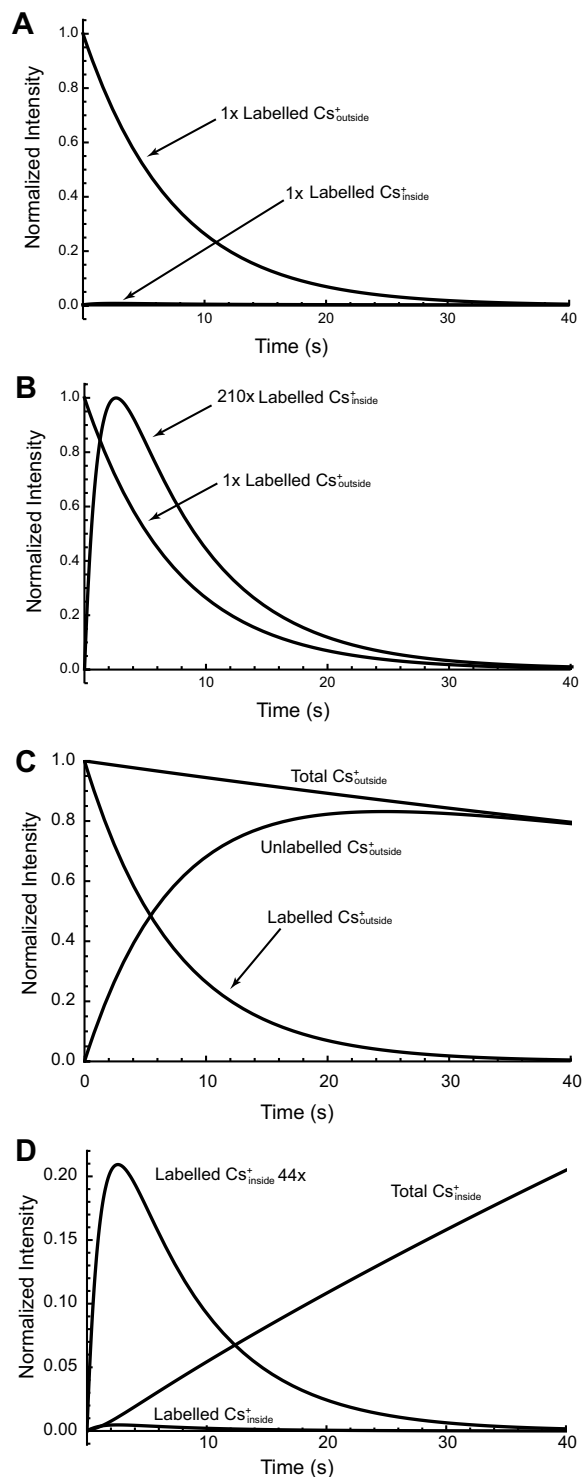 A
1.0
0.8
0.6
0.4
0.2
0.0
Normalized Intensity
1x Labelled Cs⁺outside
1x Labelled Cs⁺inside
10
20
30
40
Time (s)
B
1.0
0.8
0.6
0.4
0.2
0.0
Normalized Intensity
210x Labelled Cs⁺inside
1x Labelled Cs⁺outside
0
10
20
30
40
Time (s)
C
1.0
0.8
0.6
0.4
0.2
0.0
Normalized Intensity
Total Cs⁺outside
Unlabelled Cs⁺outside
Labelled Cs⁺outside
0
10
20
30
40
Time (s)
D
0.20
0.15
0.10
0.05
0.00
Normalized Intensity
Labelled Cs⁺inside 44x
Total Cs⁺inside
Labelled Cs⁺inside
0
10
20
30
40
Time (s)